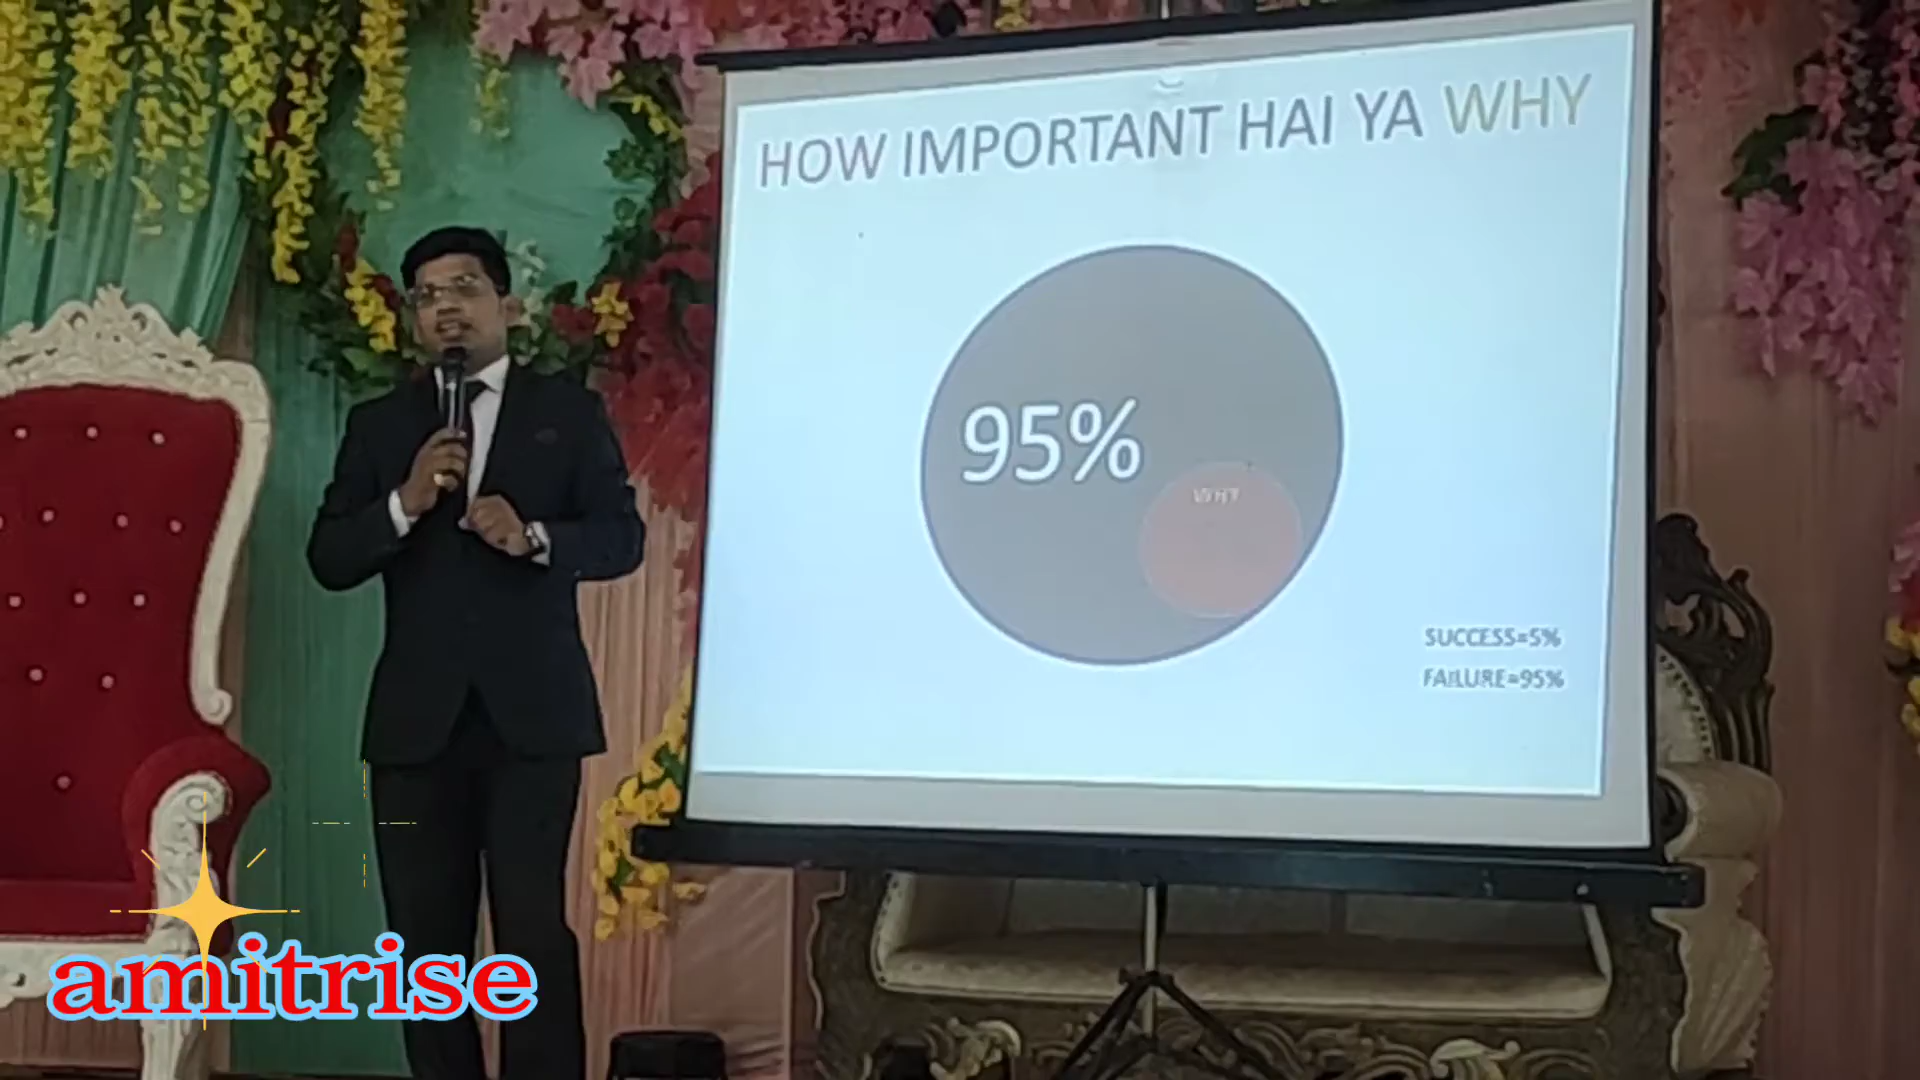 HOW IMPORTANT HAI YA WHY
95%
WHY
SUCCESS=5%
FAILURE=95%
amitrise